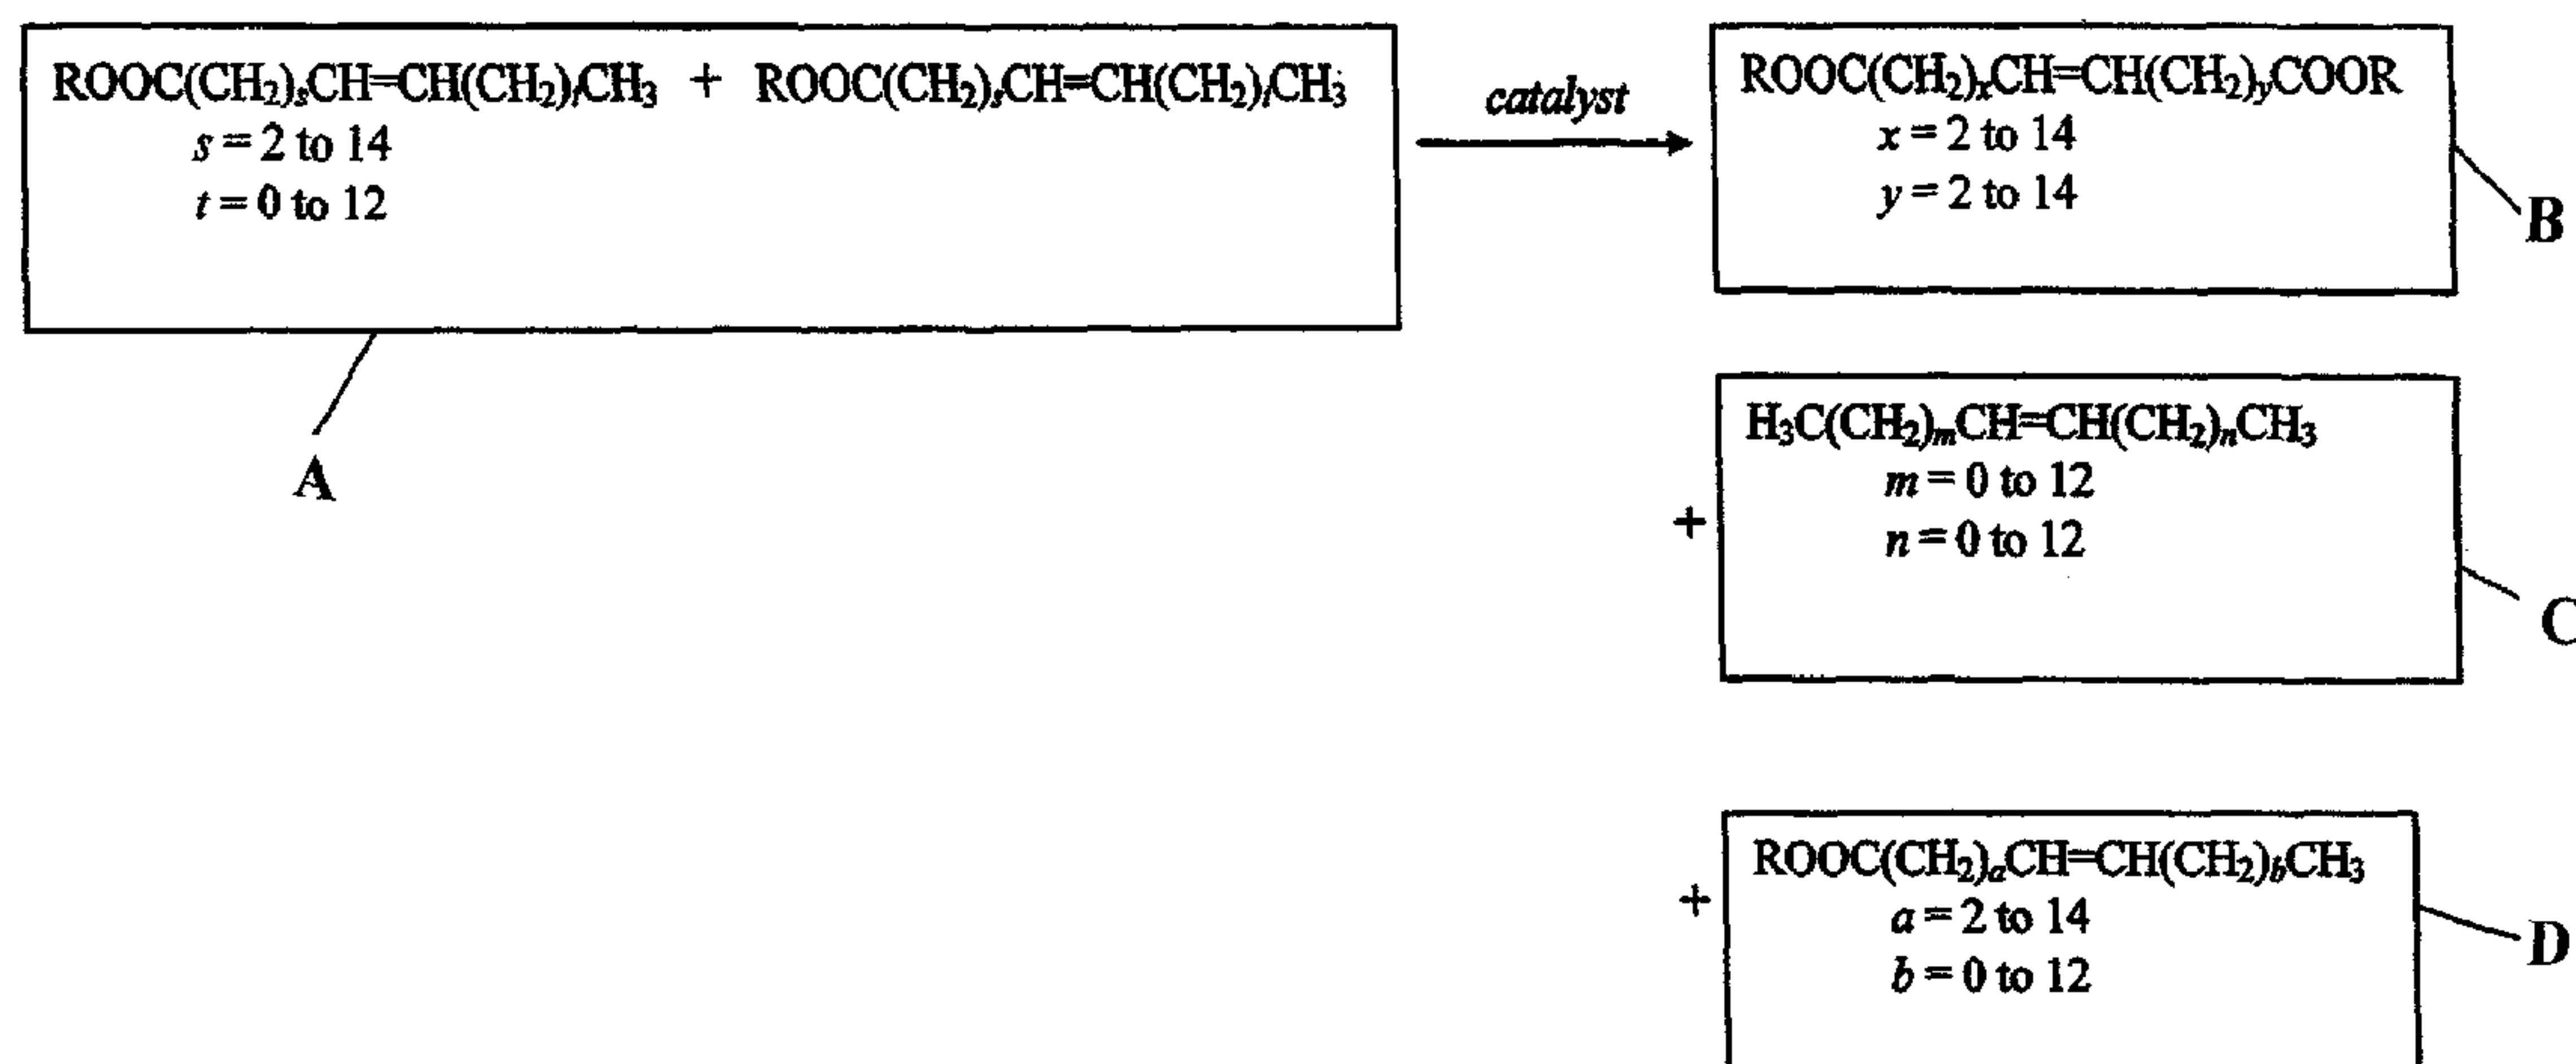 ROOC(CH₂)ₛCH=CH(CH₂)ₜCH₃ + ROOC(CH₂)ₛCH=CH(CH₂)ₜCH₃
s = 2 to 14
t = 0 to 12
A
catalyst
ROOC(CH₂)ₓCH=CH(CH₂)yCOOR
x = 2 to 14
y = 2 to 14
B
+
H₃C(CH₂)ₘCH=CH(CH₂)ₙCH₃
m = 0 to 12
n = 0 to 12
C
+
ROOC(CH₂)ₐCH=CH(CH₂)bCH₃
a = 2 to 14
b = 0 to 12
D